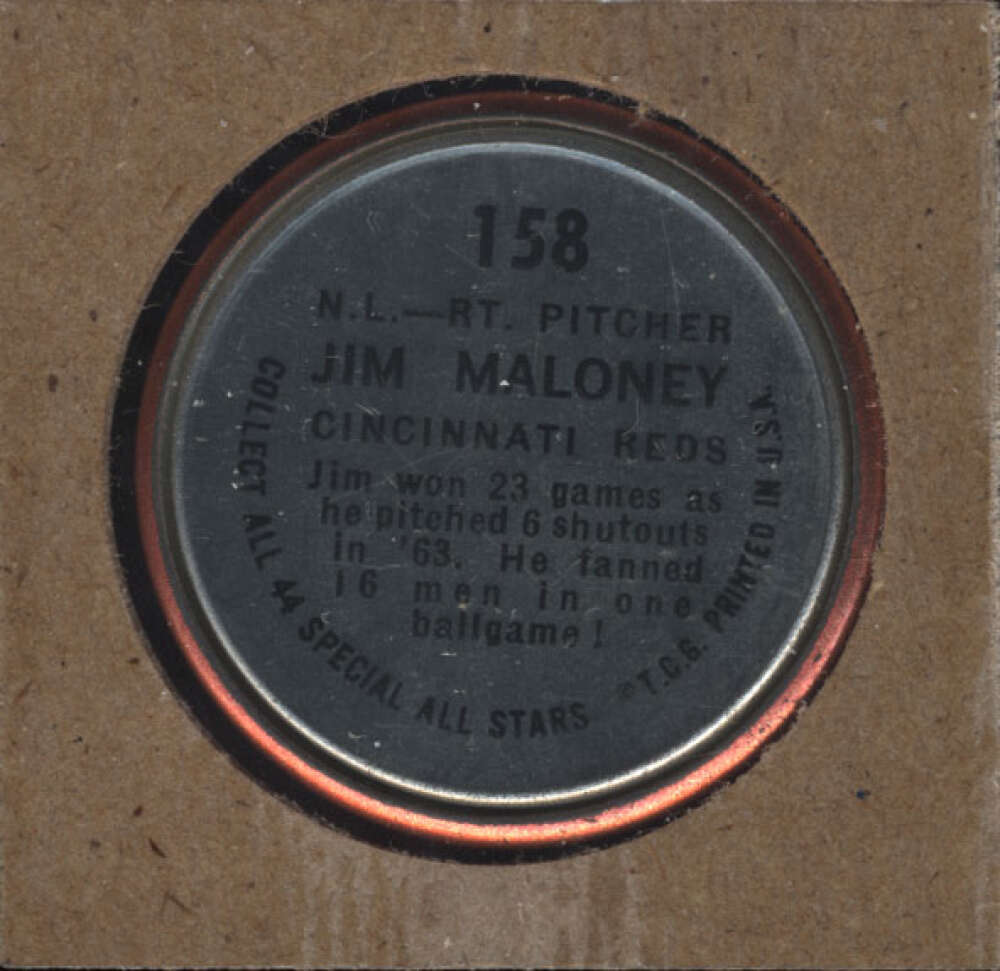 158
N.L.—RT. PITCHER
JIM MALONEY
CINCINNATI REDS
Jim won 23 games as
he pitched 6 shutouts
in '63. He fanned
16 men in one
ballgame!
COLLECT ALL 44 SPECIAL ALL STARS
©T.C.G. PRINTED IN U.S.A.